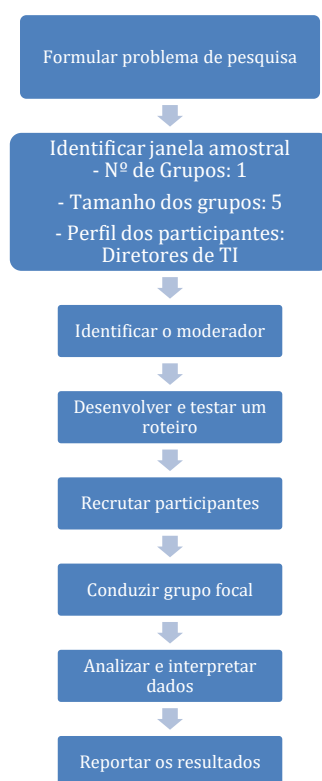 Formular problema de pesquisa
Identificar janela amostral
- Nº de Grupos: 1
- Tamanho dos grupos: 5
- Perfil dos participantes:
Diretores de TI
Identificar o moderador
Desenvolver e testar um
roteiro
Recrutar participantes
Conduzir grupo focal
Analizar e interpretar
dados
Reportar os resultados